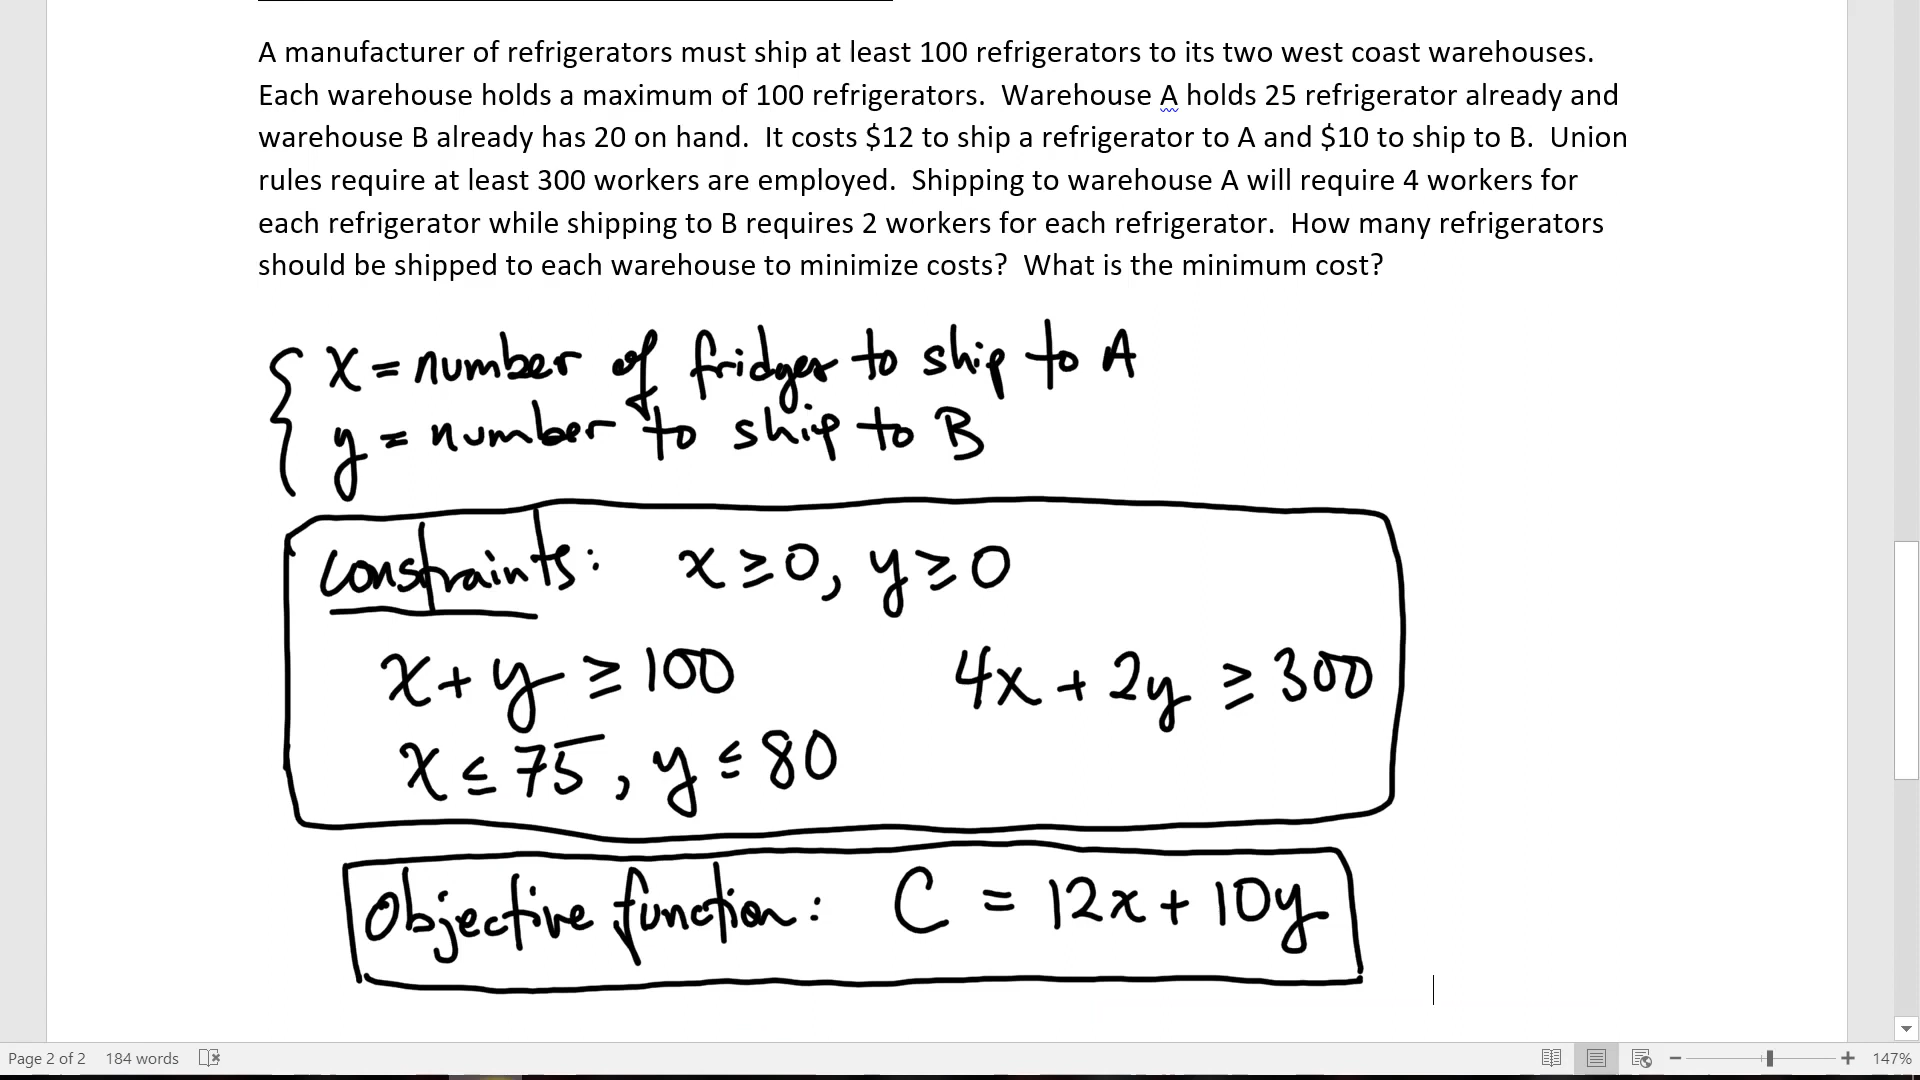 A manufacturer of refrigerators must ship at least 100 refrigerators to its two west coast warehouses.
Each warehouse holds a maximum of 100 refrigerators.  Warehouse A holds 25 refrigerator already and
warehouse B already has 20 on hand.  It costs $12 to ship a refrigerator to A and $10 to ship to B.  Union
rules require at least 300 workers are employed.  Shipping to warehouse A will require 4 workers for
each refrigerator while shipping to B requires 2 workers for each refrigerator.  How many refrigerators
should be shipped to each warehouse to minimize costs?  What is the minimum cost?
x = number of fridges to ship to A
y = number to ship to B
Constraints: x ≥ 0, y ≥ 0
x + y ≥ 100 4x + 2y ≥ 300
x ≤ 75, y ≤ 80
Objective function: C = 12x + 10y
Page 2 of 2 184 words 147%